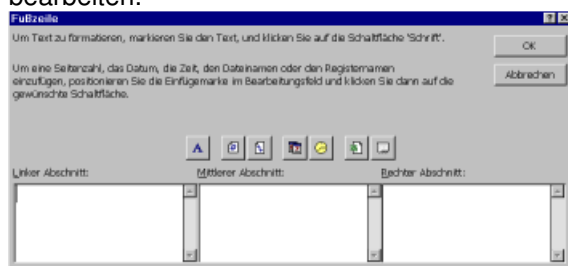 bearbeiten.
Fußzeile
Um Text zu formatieren, markieren Sie den Text, und klicken Sie auf die Schaltfläche 'Schrift'.
OK
Um eine Seitenzahl, das Datum, die Zeit, den Dateinamen oder den Registernamen
einzufügen, positionieren Sie die Einfügemarke im Bearbeitungsfeld und klicken Sie dann auf die
gewünschte Schaltfläche.
Abbrechen
A
Linker Abschnitt:
Mittlerer Abschnitt:
Rechter Abschnitt: